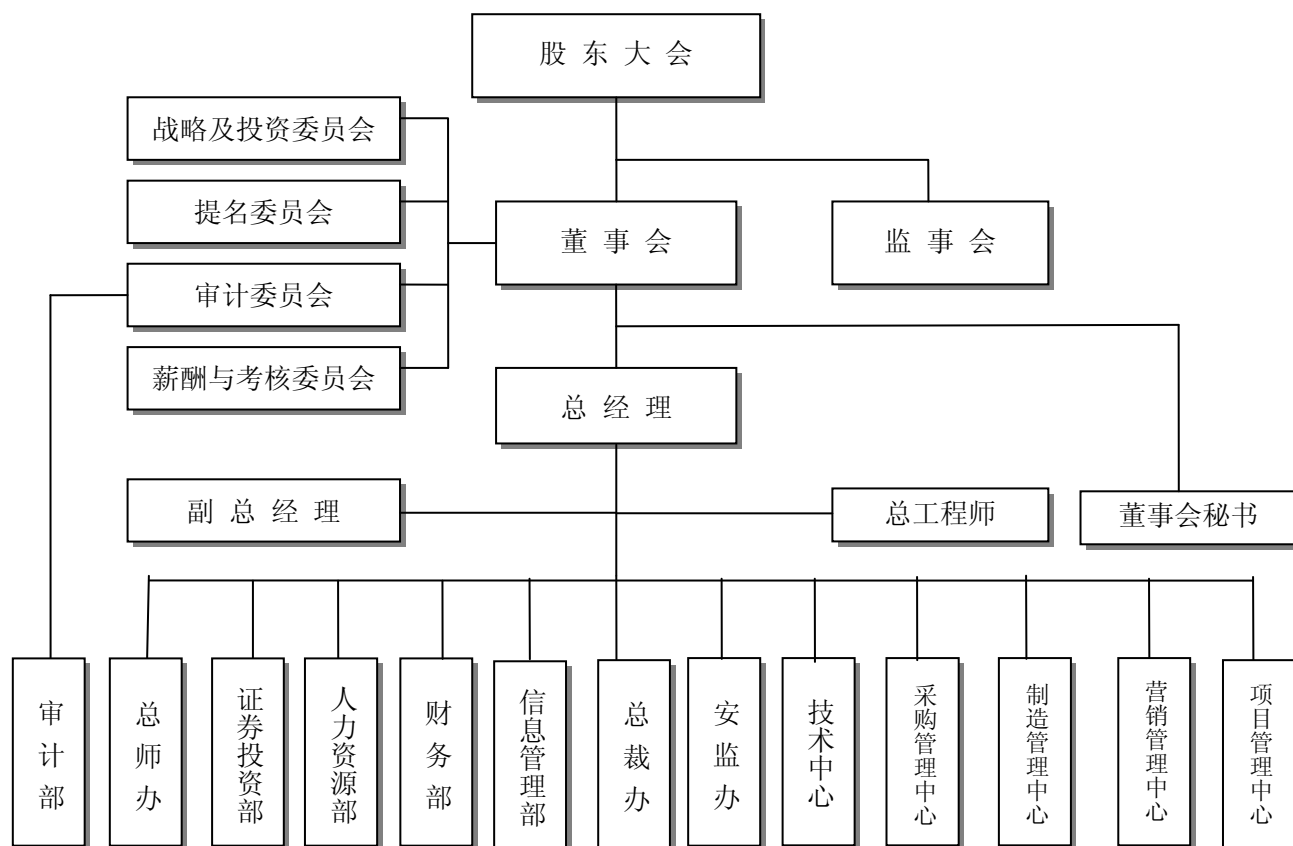 股东大会
战略及投资委员会
提名委员会
董事会
监事会
审计委员会
薪酬与考核委员会
总经理
副总经理
总工程师
董事会秘书
审计部
总师办
证券投资部
人力资源部
财务部
信息管理部
总裁办
安监办
技术中心
采购管理中心
制造管理中心
营销管理中心
项目管理中心